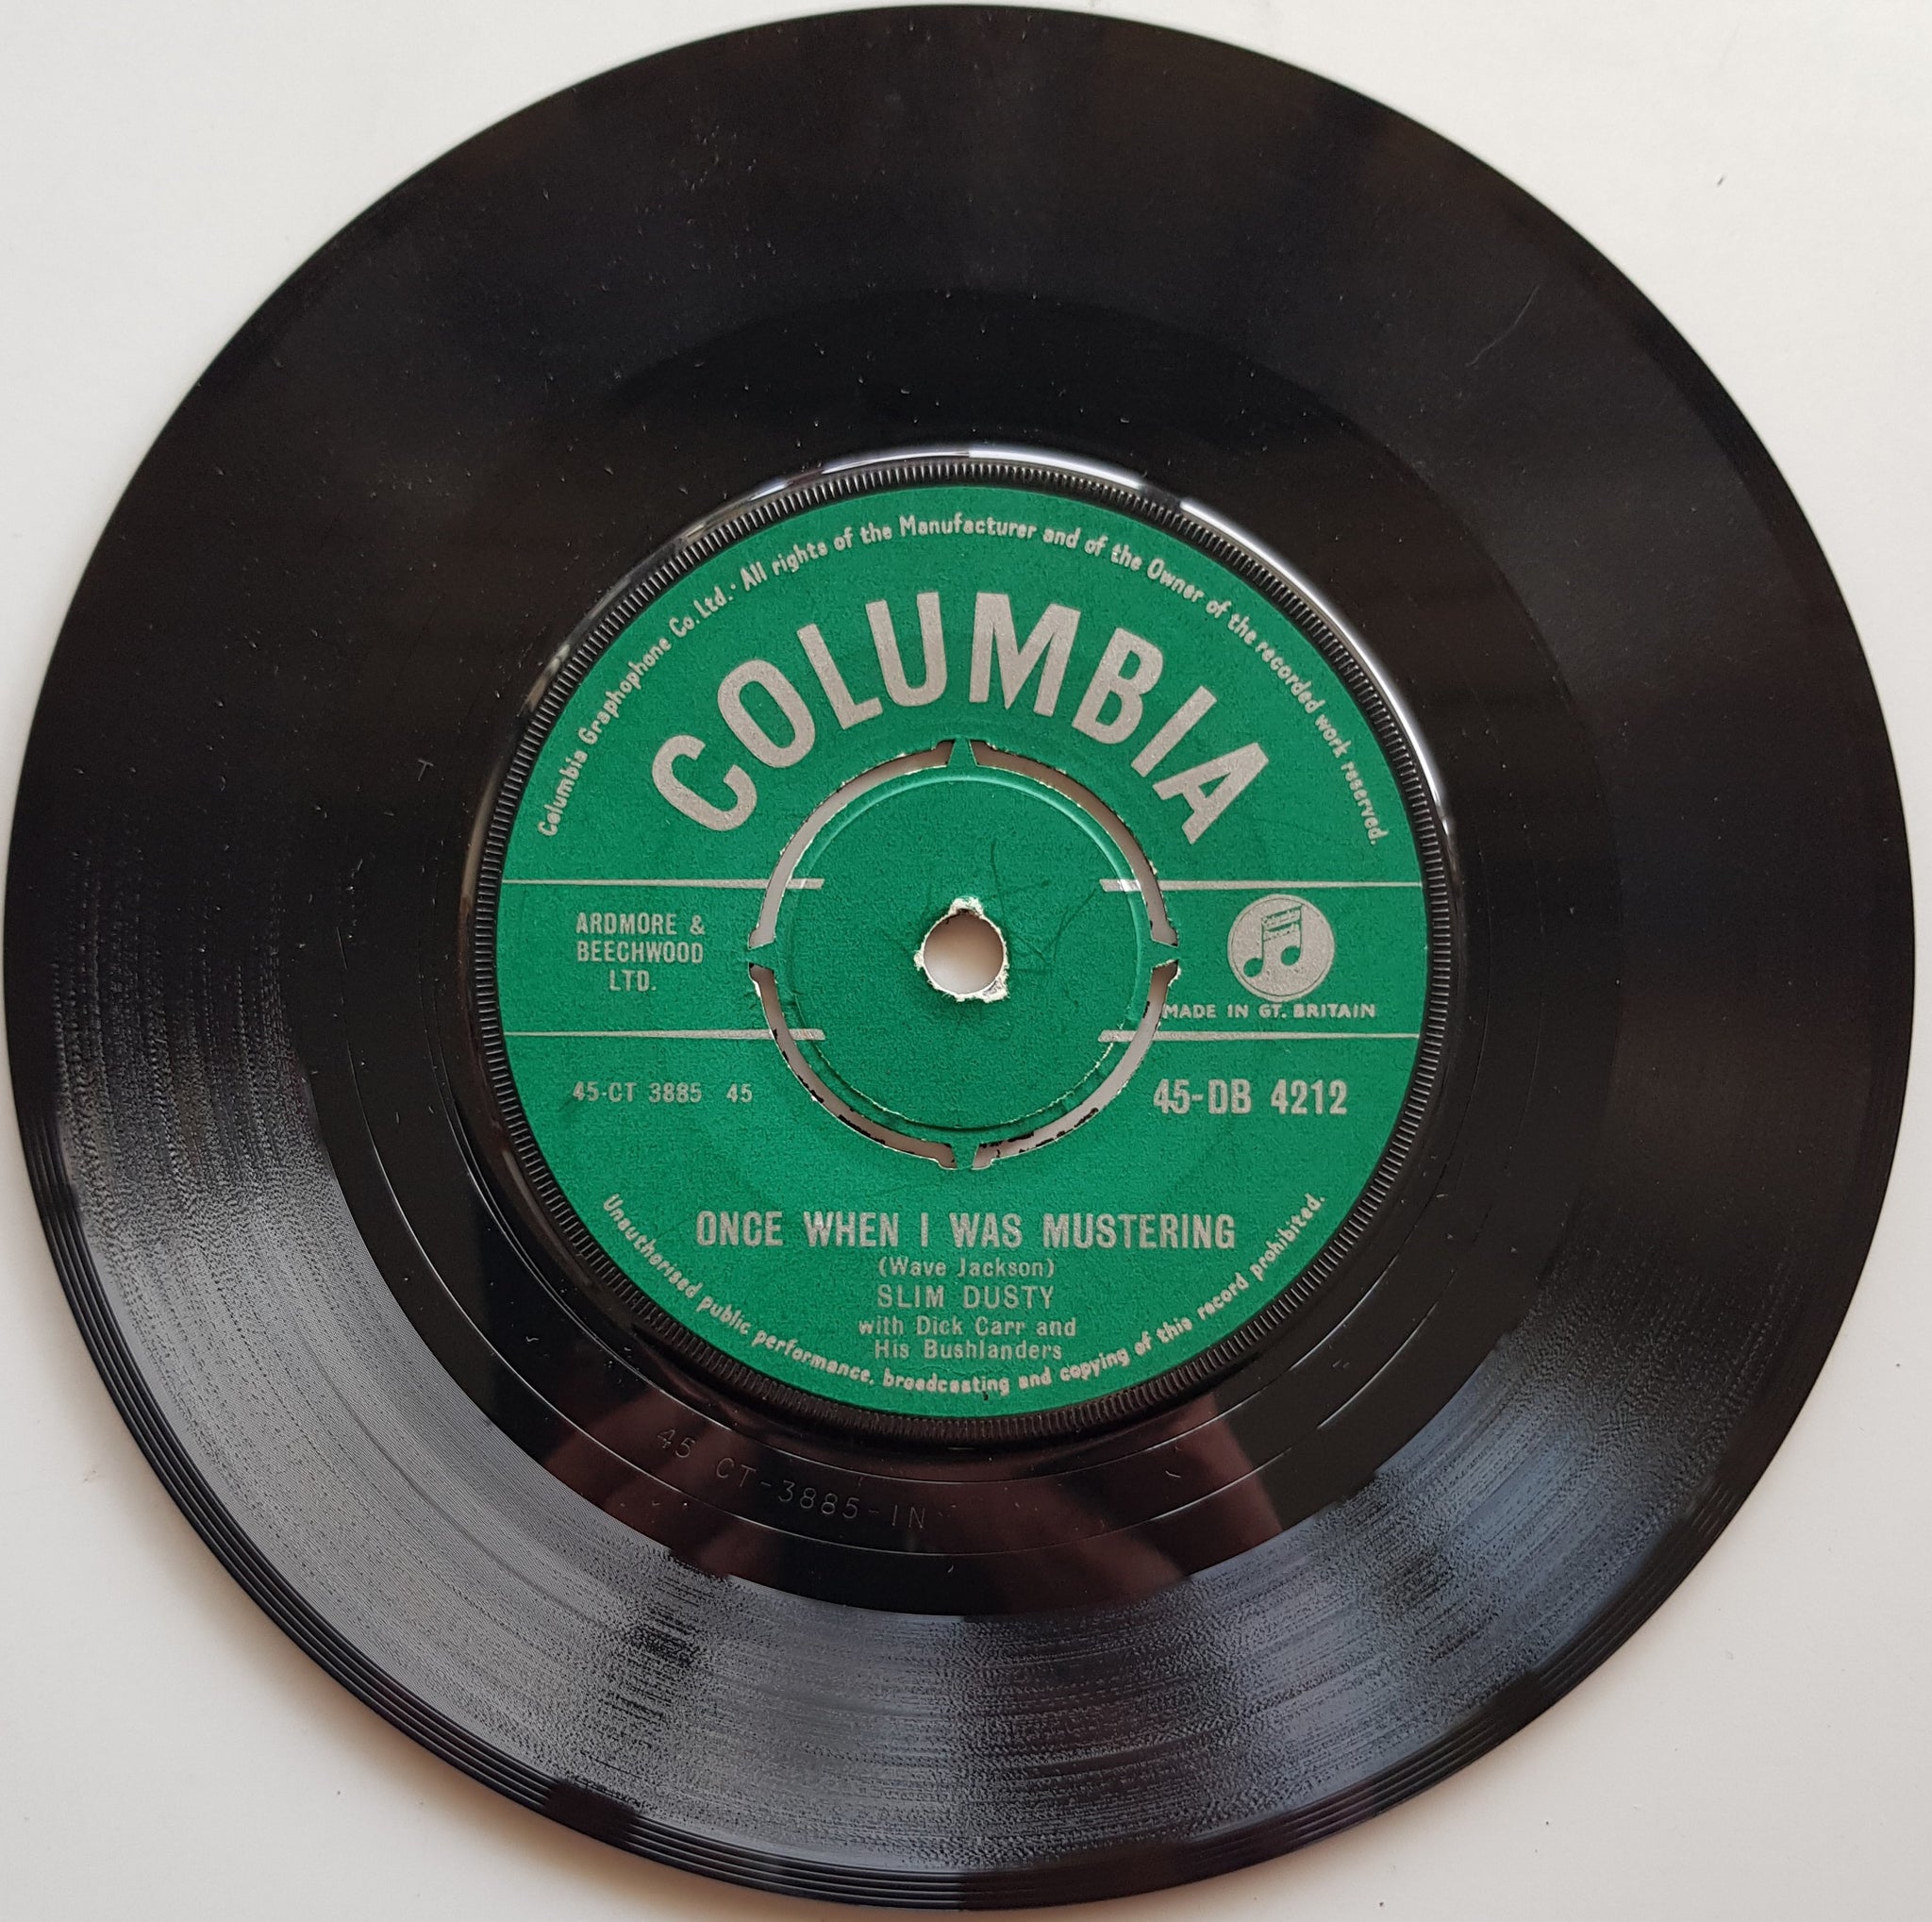 Columbia Graphophone Co. Ltd. · All rights of the Manufacturer and of the Owner of the recorded work reserved.
COLUMBIA
ARDMORE &
BEECHWOOD
LTD.
Columbia
MADE IN GT. BRITAIN
45-CT 3885 45
45-DB 4212
ONCE WHEN I WAS MUSTERING
(Wave Jackson)
SLIM DUSTY
with Dick Carr and
His Bushlanders
Unauthorised public performance, broadcasting and copying of this record prohibited.
45 CT-3885-1N
T